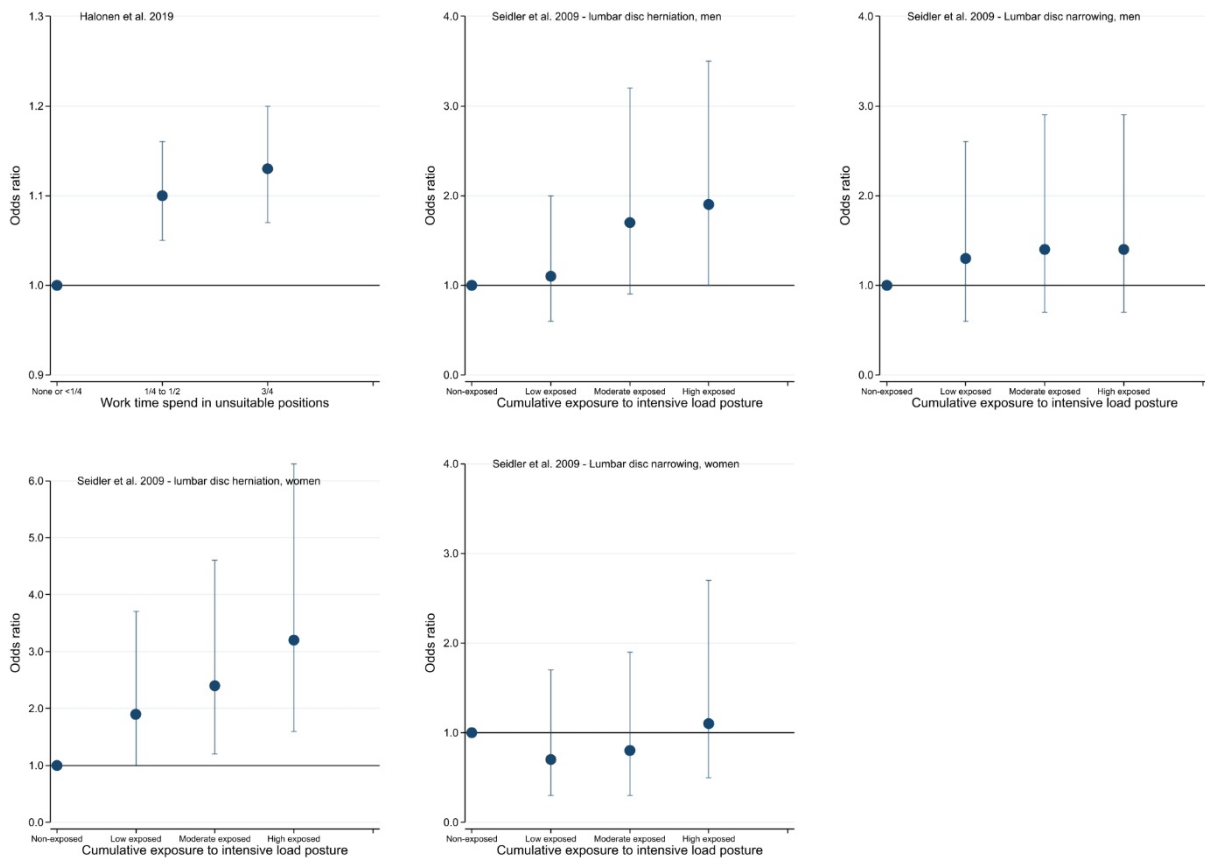 Halonen et al. 2019
1.3
1.2
1.1
1.0
0.9
Odds ratio
None or <1/4
1/4 to 1/2
3/4
Work time spend in unsuitable positions
Seidler et al. 2009 - lumbar disc herniation, men
4.0
3.0
2.0
1.0
0.0
Odds ratio
Non-exposed
Low exposed
Moderate exposed
High exposed
Cumulative exposure to intensive load posture
Seidler et al. 2009 - Lumbar disc narrowing, men
4.0
3.0
2.0
1.0
0.0
Odds ratio
Non-exposed
Low exposed
Moderate exposed
High exposed
Cumulative exposure to intensive load posture
Seidler et al. 2009 - lumbar disc herniation, women
6.0
5.0
4.0
3.0
2.0
1.0
0.0
Odds ratio
Non-exposed
Low exposed
Moderate exposed
High exposed
Cumulative exposure to intensive load posture
Seidler et al. 2009 - Lumbar disc narrowing, women
4.0
3.0
2.0
1.0
0.0
Odds ratio
Non-exposed
Low exposed
Moderate exposed
High exposed
Cumulative exposure to intensive load posture